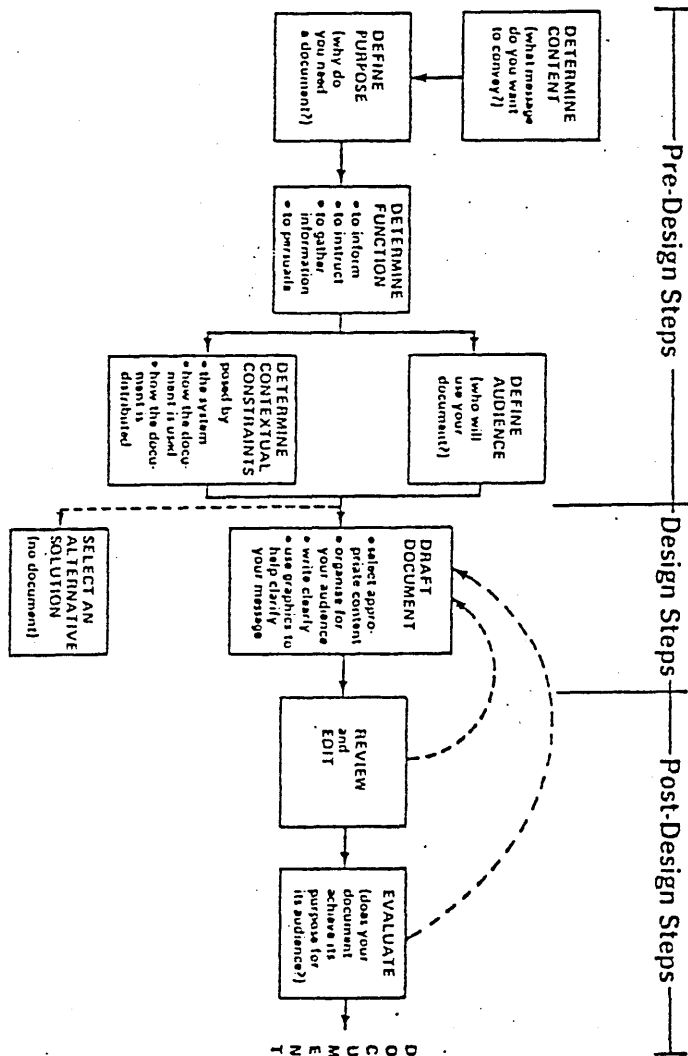 Pre-Design Steps
Design Steps
Post-Design Steps
DETERMINE
CONTENT
(what message
do you want
to convey?)
DEFINE
PURPOSE
(why do
you need
a document?)
DETERMINE
FUNCTION
• to inform
• to instruct
• to gather
information
• to persuade
DEFINE
AUDIENCE
(who will
use your
document?)
DETERMINE
CONTEXTUAL
CONSTRAINTS
posed by
• the system
• how the docu-
ment is used
• how the docu-
ment is
distributed
DRAFT
DOCUMENT
• select appro-
priate content
• organise for
your audience
• write clearly
• use graphics to
help clarify
your message
SELECT AN
ALTERNATIVE
SOLUTION
(no document)
REVIEW
and
EDIT
EVALUATE
(does your
document
achieve its
purpose for
its audience?)
D
O
C
U
M
E
N
T